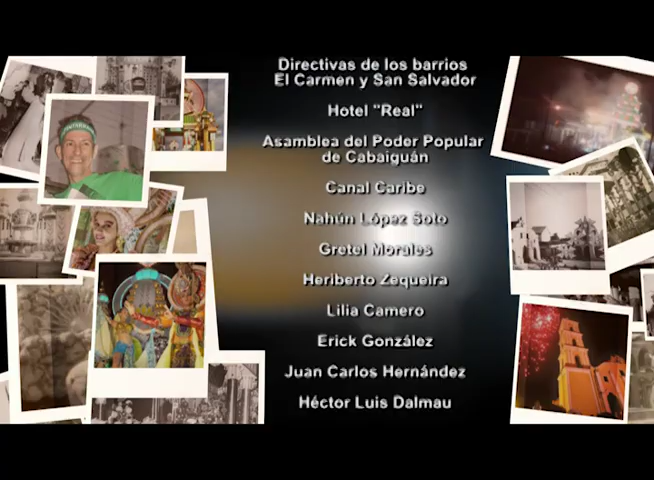 Directivas de los barrios
El Carmen y San Salvador
Hotel "Real"
Asamblea del Poder Popular
de Cabaiguán
Canal Caribe
Nahún López Soto
Gretel Morales
Heriberto Zequeira
Lilia Camero
Erick González
Juan Carlos Hernández
Héctor Luis Dalmau